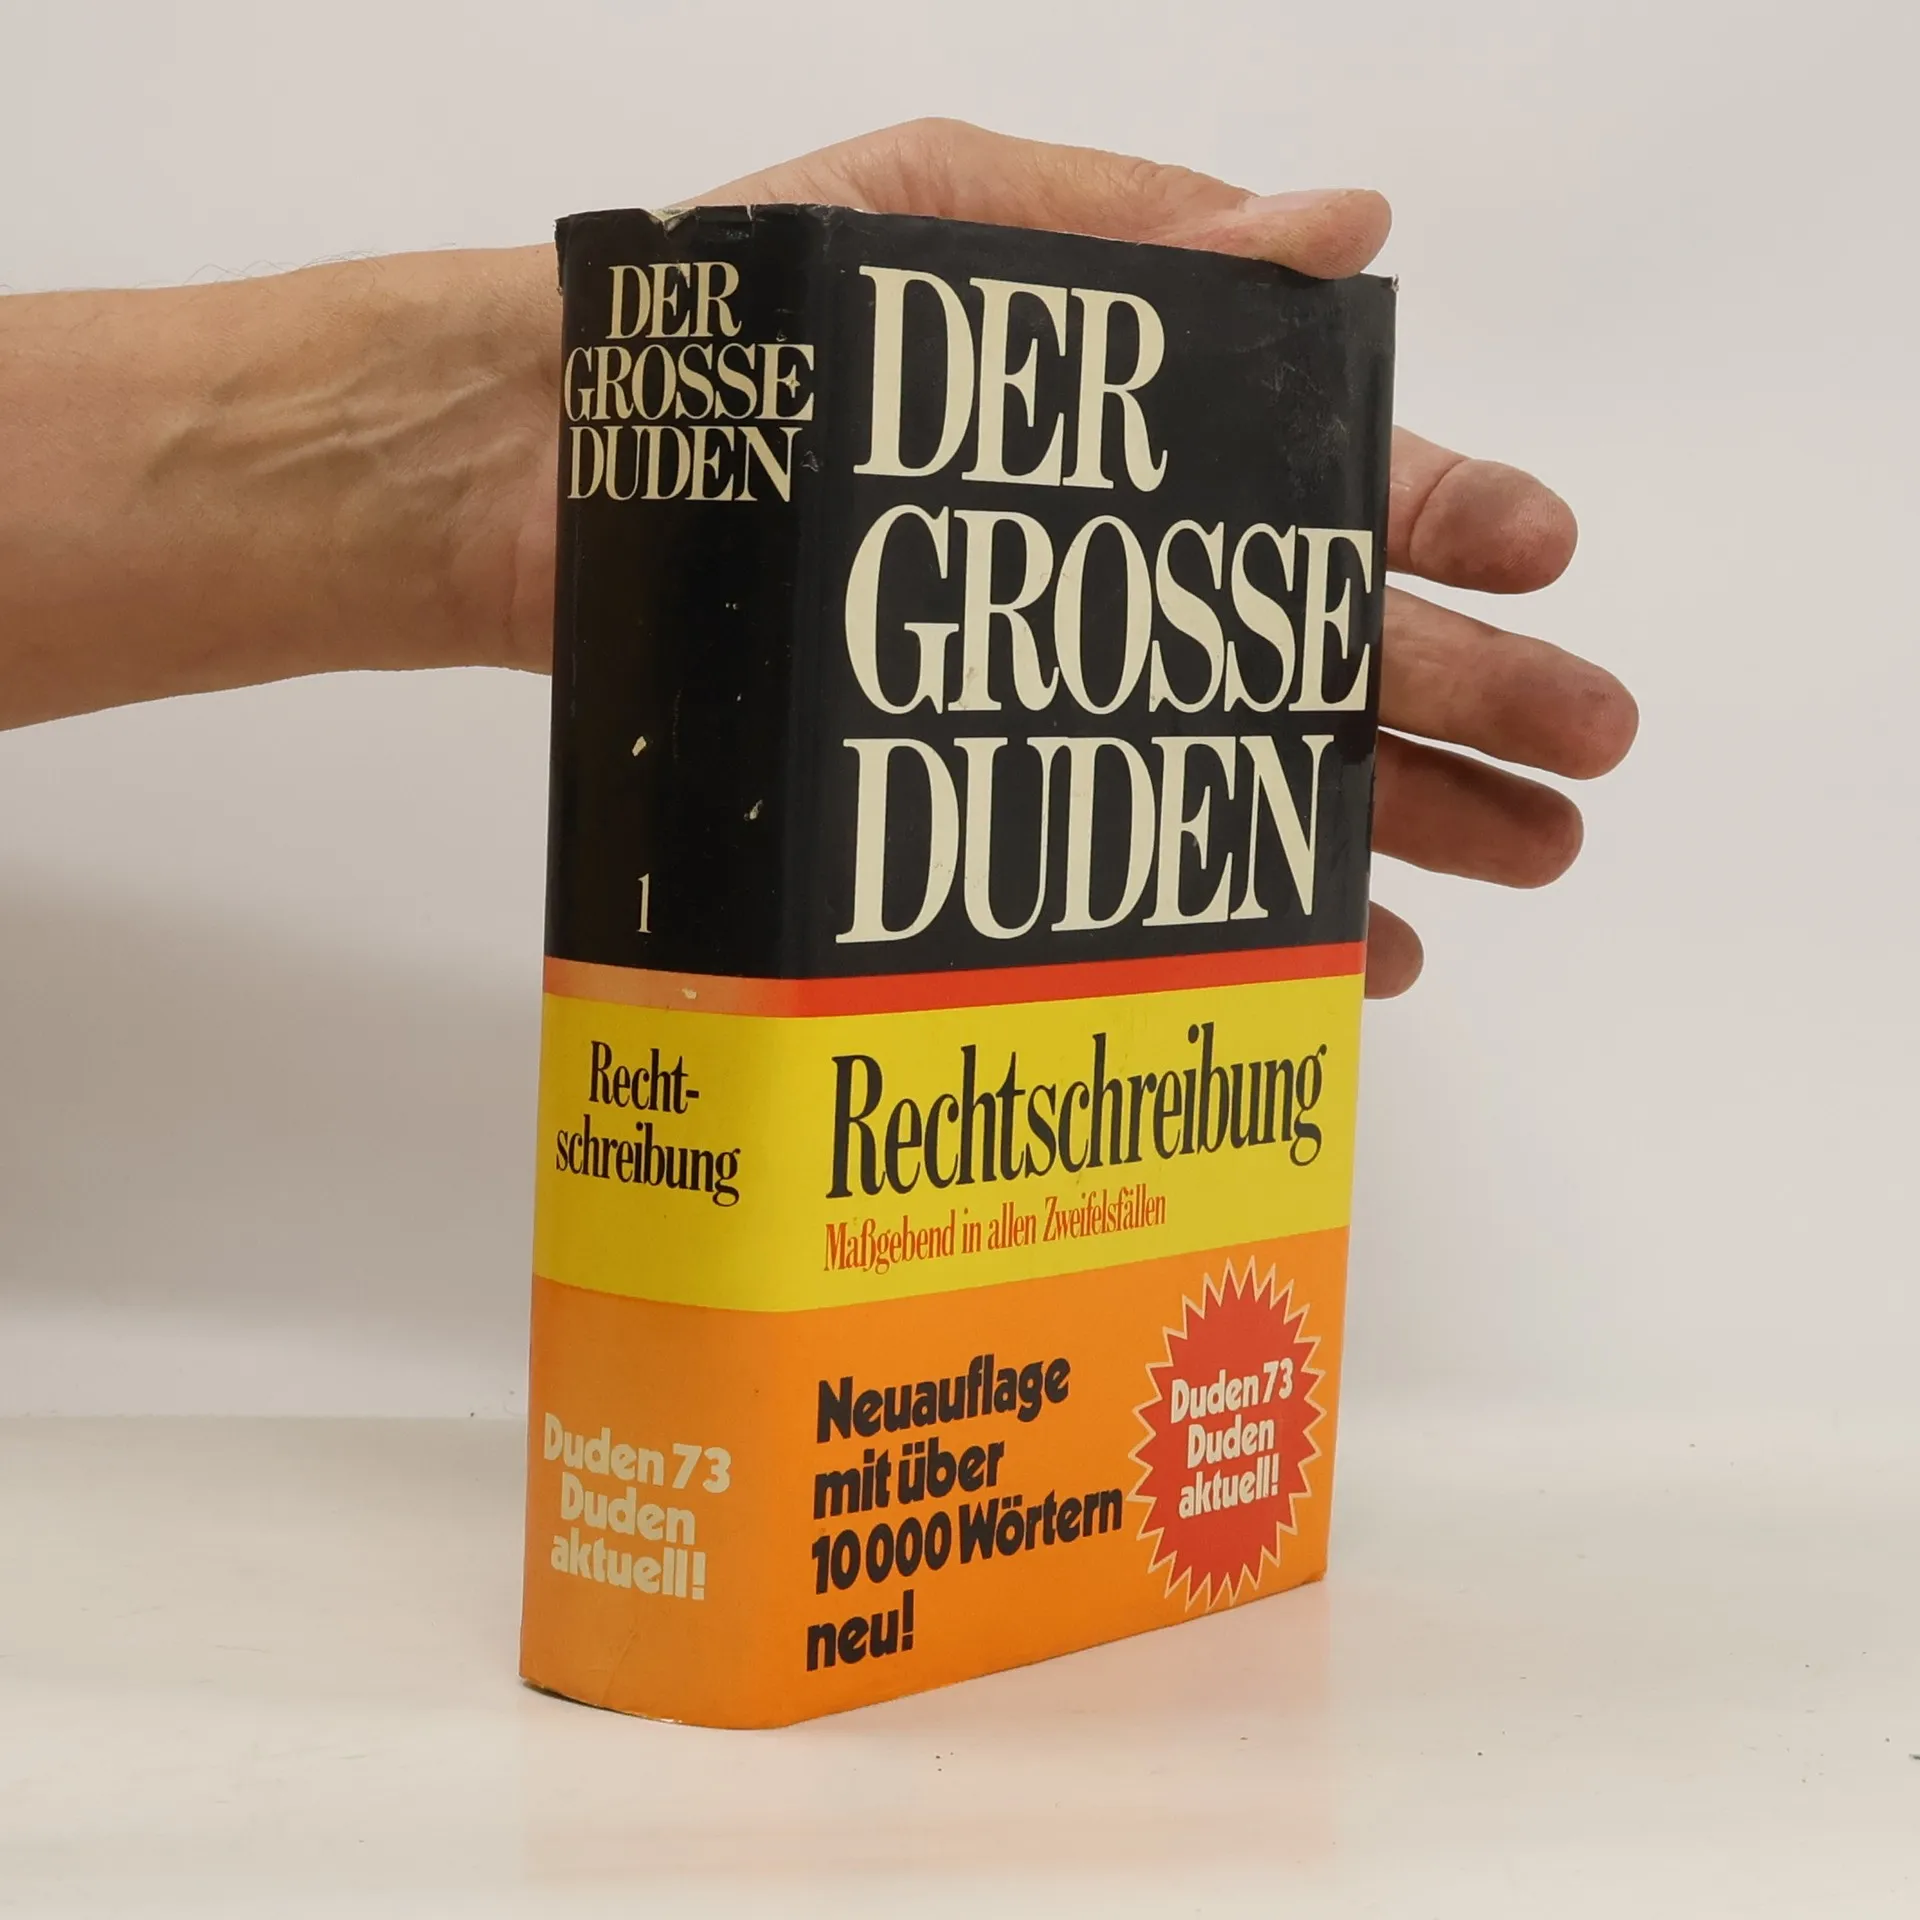 DER
GROSSE
DUDEN
1
Recht-
schreibung
Duden 73
Duden
aktuell!
DER
GROSSE
DUDEN
Rechtschreibung
Maßgebend in allen Zweifelsfällen
Neuauflage
mit über
10 000 Wörtern
neu!
Duden 73
Duden
aktuell!